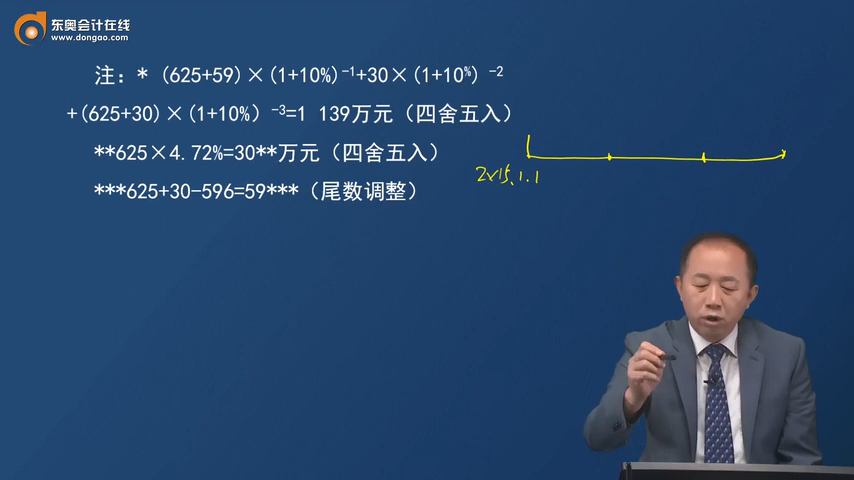 东奥会计在线
www.dongao.com
注：*（625+59）×（1+10%）-1+30×（1+10%）-2
+（625+30）×（1+10%）-3=1 139万元（四舍五入）
**625×4.72%=30**万元（四舍五入）
***625+30-596=59***（尾数调整）
2×15.1.1